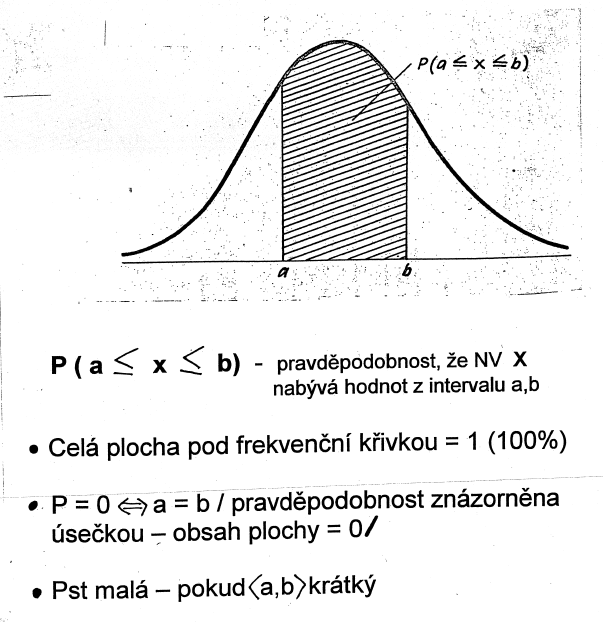 P(a ≤ x ≤ b)
a b
P ( a ≤ x ≤ b) - pravděpodobnost, že NV X
nabývá hodnot z intervalu a,b
• Celá plocha pod frekvenční křivkou = 1 (100%)
• P = 0 ⇔ a = b / pravděpodobnost znázorněna
úsečkou – obsah plochy = 0/
• Pst malá – pokud ⟨a,b⟩ krátký